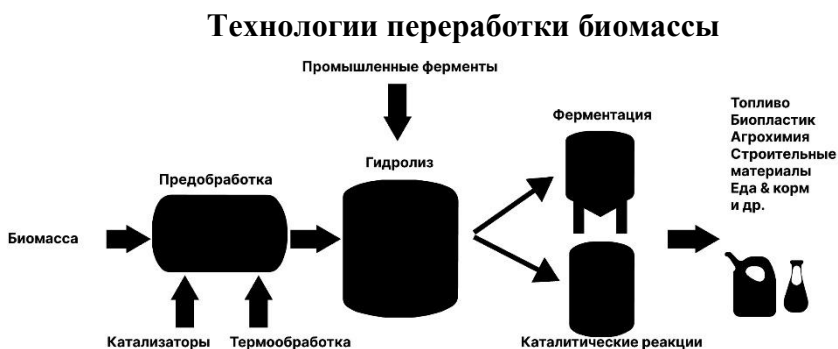 Технологии переработки биомассы
Промышленные ферменты
Ферментация
Топливо
Биопластик
Агрохимия
Строительные
материалы
Еда & корм
и др.
Гидролиз
Предобработка
Биомасса
Катализаторы
Термообработка
Каталитические реакции